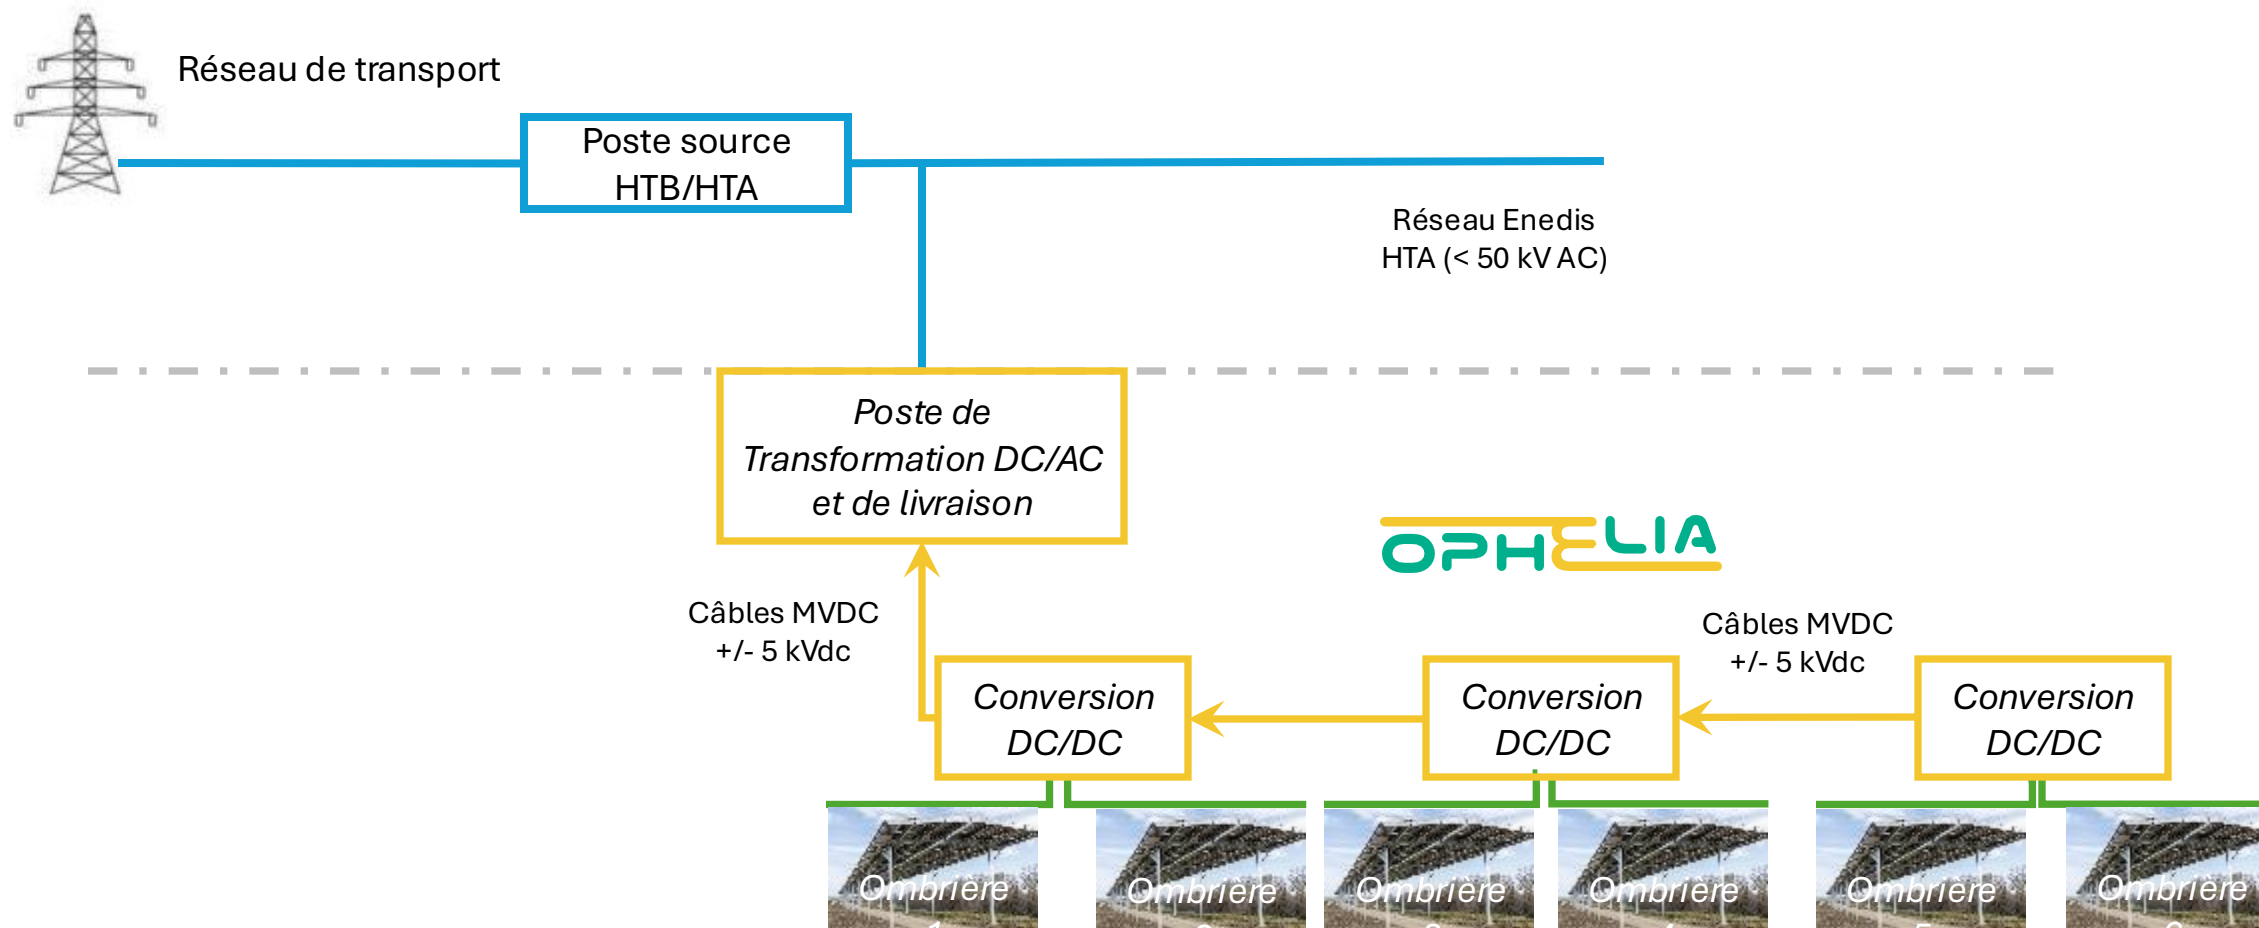 Réseau de transport
Poste source
HTB/HTA
Réseau Enedis
HTA (< 50 kV AC)
Poste de
Transformation DC/AC
et de livraison
OPHELIA
Câbles MVDC
+/- 5 kVdc
Câbles MVDC
+/- 5 kVdc
Conversion
DC/DC
Conversion
DC/DC
Conversion
DC/DC
Ombrière
Ombrière
Ombrière
Ombrière
Ombrière
Ombrière